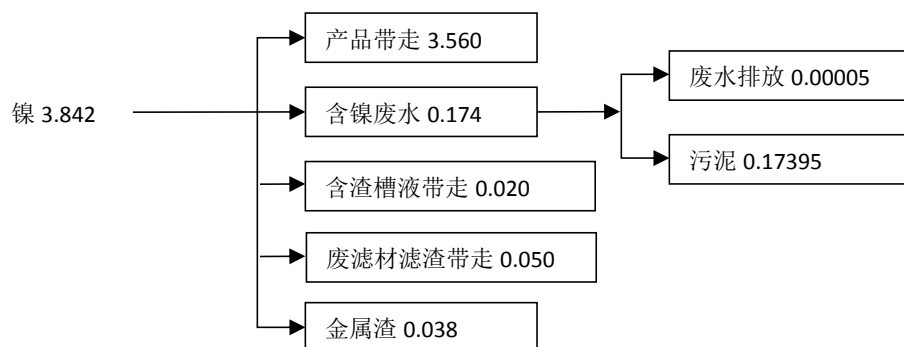 镍 3.842
产品带走 3.560
含镍废水 0.174
含渣槽液带走 0.020
废滤材滤渣带走 0.050
金属渣 0.038
废水排放 0.00005
污泥 0.17395